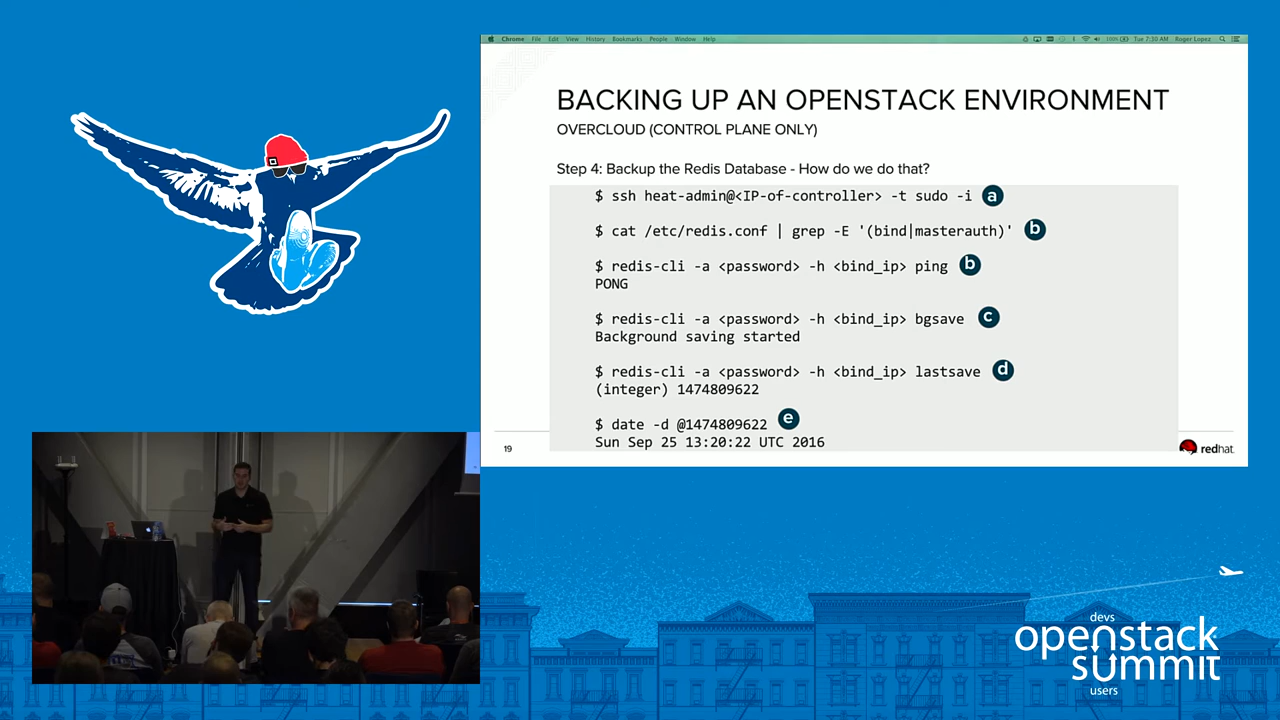 Chrome File Edit View History Bookmarks People Window Help
100% Tue 7:30 AM Roger Lopez
BACKING UP AN OPENSTACK ENVIRONMENT
OVERCLOUD (CONTROL PLANE ONLY)
Step 4: Backup the Redis Database - How do we do that?
$ ssh heat-admin@<IP-of-controller> -t sudo -i a
$ cat /etc/redis.conf | grep -E '(bind|masterauth)' b
$ redis-cli -a <password> -h <bind_ip> ping b
PONG
$ redis-cli -a <password> -h <bind_ip> bgsave c
Background saving started
$ redis-cli -a <password> -h <bind_ip> lastsave d
(integer) 1474809622
$ date -d @1474809622 e
Sun Sep 25 13:20:22 UTC 2016
19
redhat.
devs
openstack
summit
users